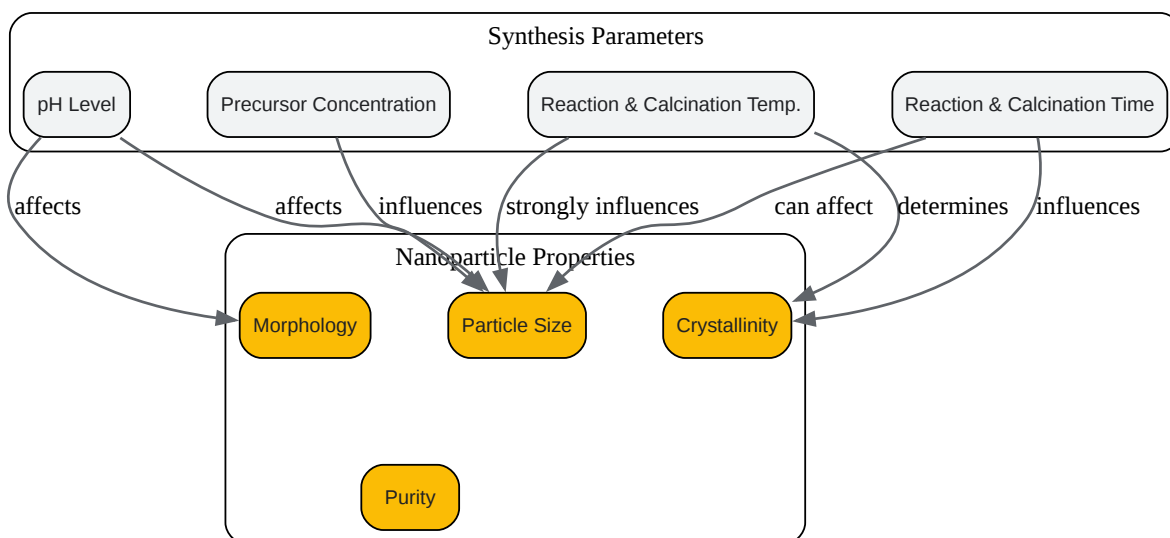 Synthesis Parameters
pH Level
Precursor Concentration
Reaction & Calcination Temp.
Reaction & Calcination Time
affects
affects
influences
strongly influences
can affect
determines
influences
Nanoparticle Properties
Morphology
Particle Size
Crystallinity
Purity